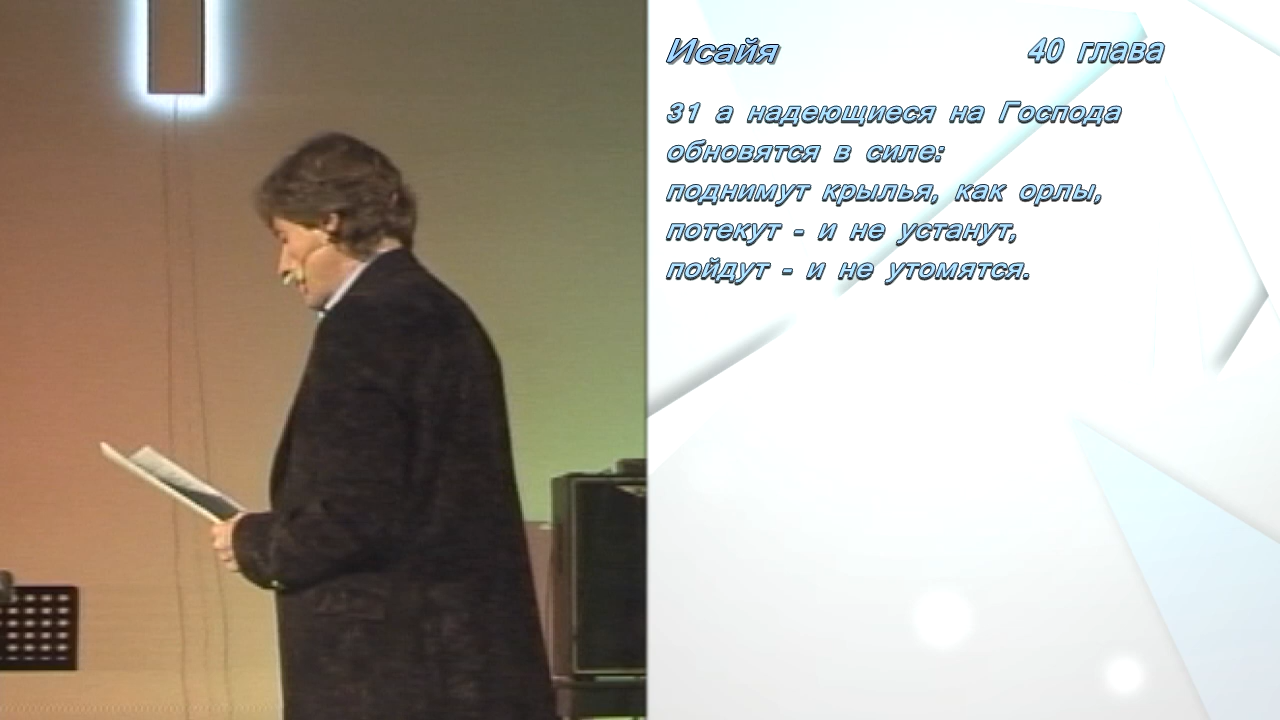 Исайя 40 глава
31 а надеющиеся на Господа
обновятся в силе:
поднимут крылья, как орлы,
потекут - и не устанут,
пойдут - и не утомятся.